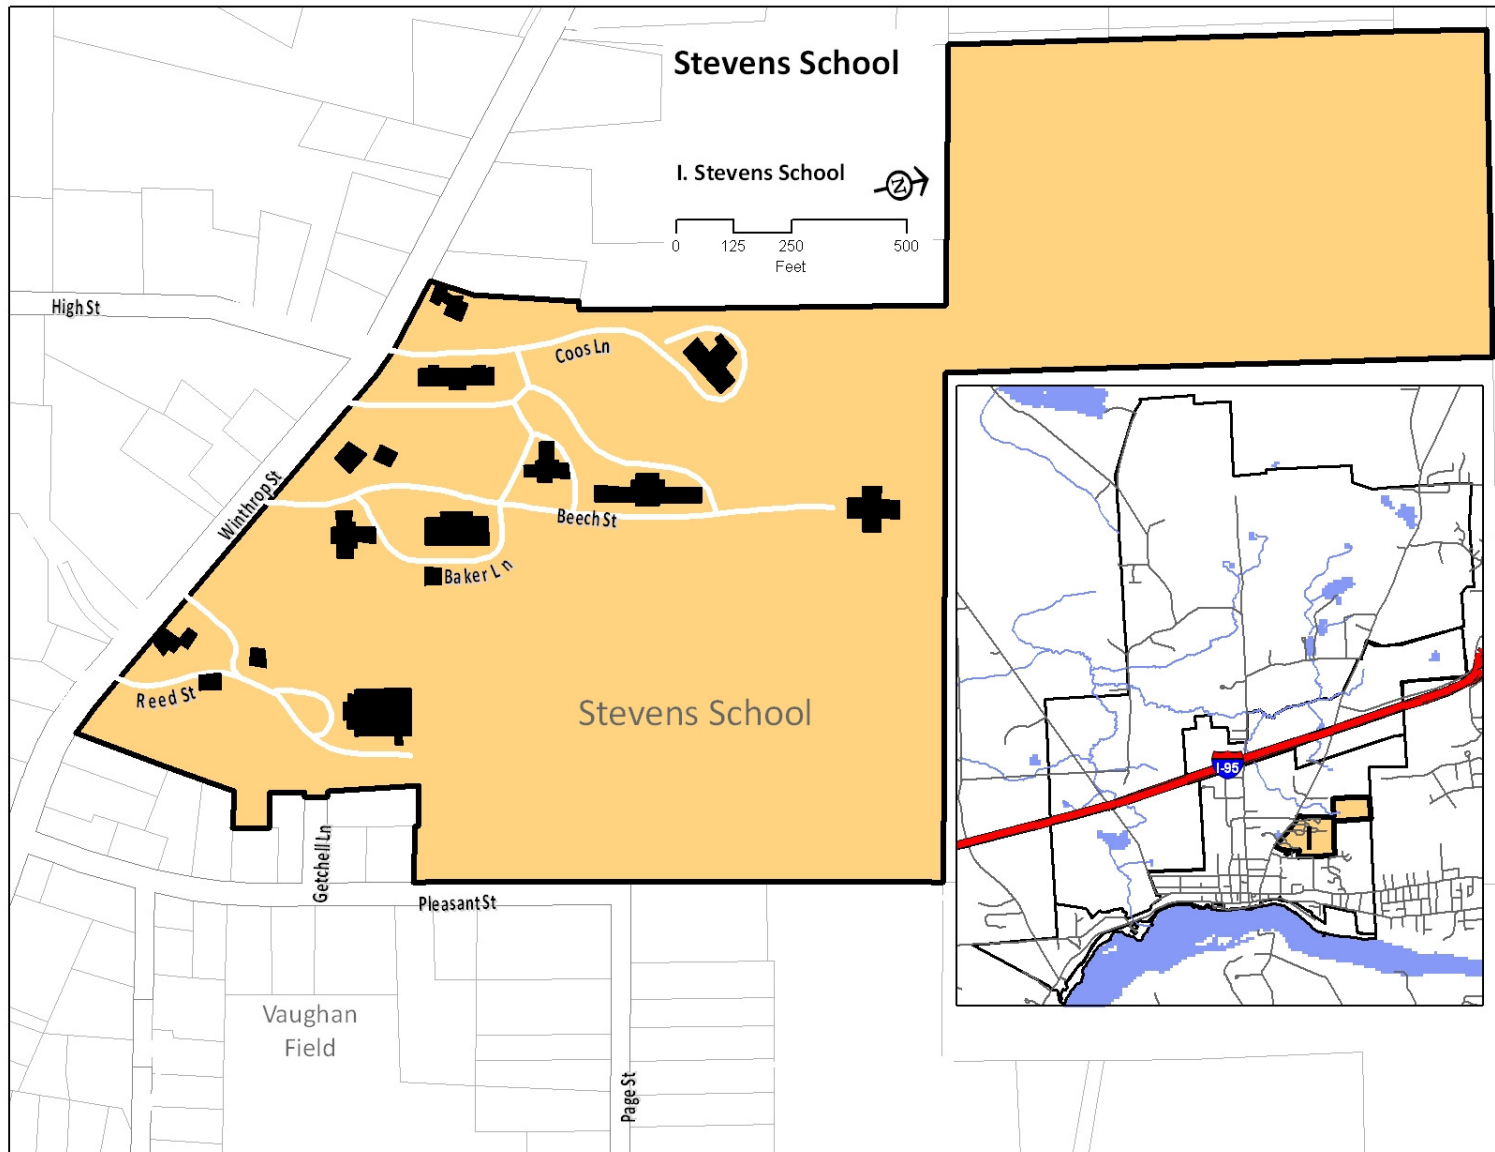 Stevens School
I. Stevens School
N
0 125 250 500
Feet
High St
Coos Ln
Winthrop St
Beech St
Baker Ln
Reed St
Stevens School
I-95
I
Getchell Ln
Pleasant St
Vaughan
Field
Page St